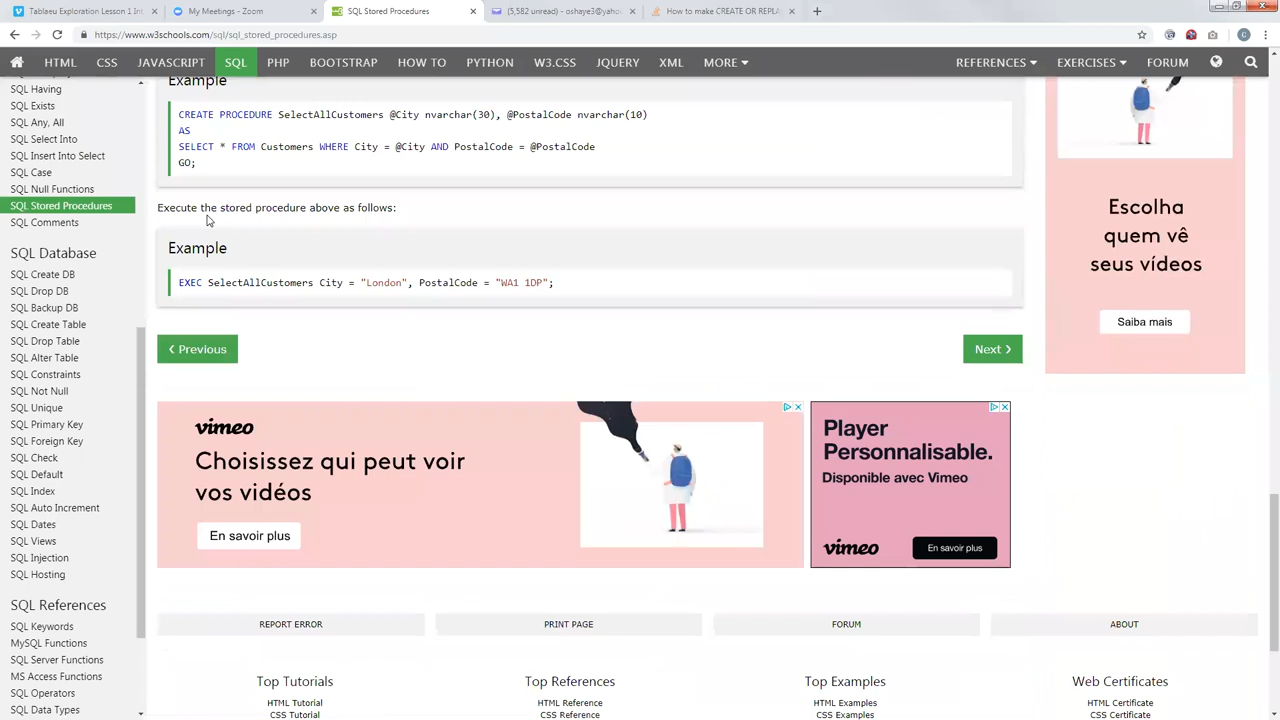 Tablaeu Exploration Lesson 1 In
My Meetings - Zoom
SQL Stored Procedures
(5,582 unread) - oshaye3@yaho
How to make CREATE OR REPLA
https://www.w3schools.com/sql/sql_stored_procedures.asp
HTML CSS JAVASCRIPT SQL PHP BOOTSTRAP HOW TO PYTHON W3.CSS JQUERY XML MORE REFERENCES EXERCISES FORUM
SQL Having
SQL Exists
SQL Any, All
SQL Select Into
SQL Insert Into Select
SQL Case
SQL Null Functions
SQL Stored Procedures
SQL Comments
SQL Database
SQL Create DB
SQL Drop DB
SQL Backup DB
SQL Create Table
SQL Drop Table
SQL Alter Table
SQL Constraints
SQL Not Null
SQL Unique
SQL Primary Key
SQL Foreign Key
SQL Check
SQL Default
SQL Index
SQL Auto Increment
SQL Dates
SQL Views
SQL Injection
SQL Hosting
SQL References
SQL Keywords
MySQL Functions
SQL Server Functions
MS Access Functions
SQL Operators
SQL Data Types
Example
CREATE PROCEDURE SelectAllCustomers @City nvarchar(30), @PostalCode nvarchar(10)
AS
SELECT * FROM Customers WHERE City = @City AND PostalCode = @PostalCode
GO;
Execute the stored procedure above as follows:
Example
EXEC SelectAllCustomers City = "London", PostalCode = "WA1 1DP";
❮ Previous
Next ❯
vimeo
Choisissez qui peut voir
vos vidéos
En savoir plus
Player
Personnalisable.
Disponible avec Vimeo
vimeo
En savoir plus
Escolha
quem vê
seus vídeos
Saiba mais
REPORT ERROR
PRINT PAGE
FORUM
ABOUT
Top Tutorials
HTML Tutorial
CSS Tutorial
Top References
HTML Reference
CSS Reference
Top Examples
HTML Examples
CSS Examples
Web Certificates
HTML Certificate
CSS Certificate